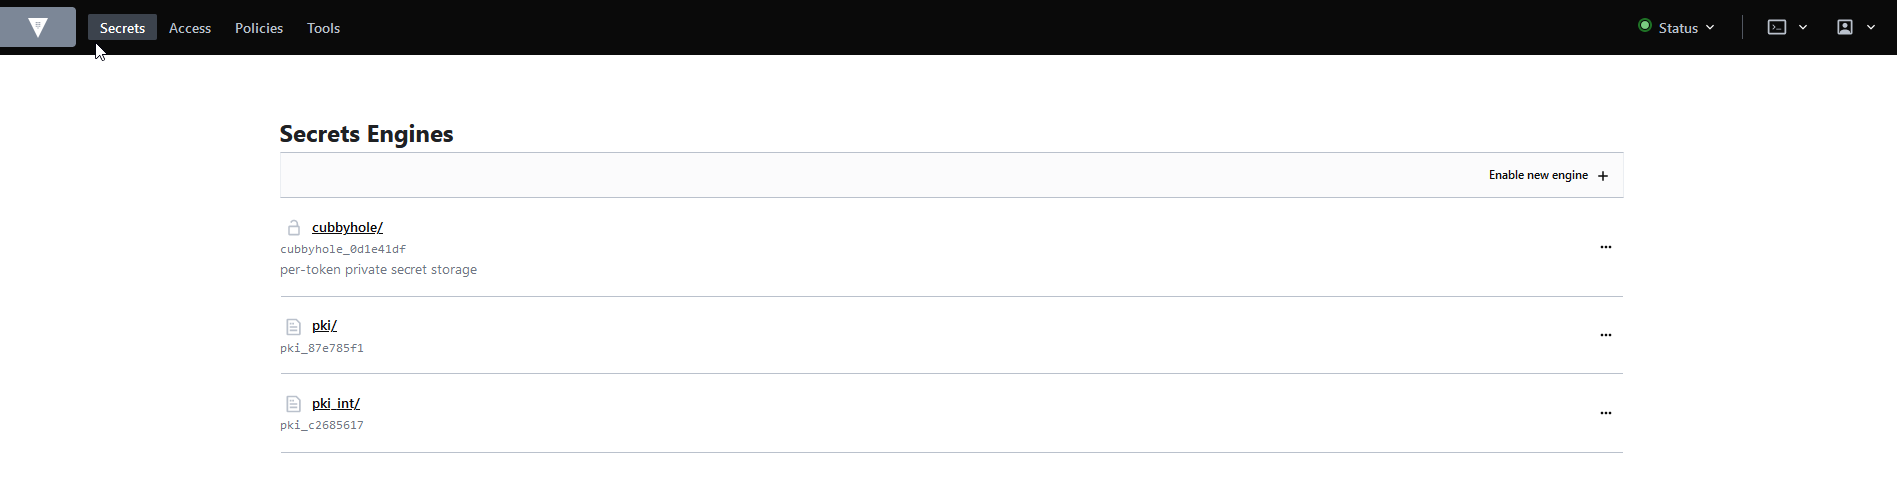 Secrets Access Policies Tools Status
Secrets Engines
Enable new engine
cubbyhole/
cubbyhole_0d1e41df
per-token private secret storage
pki/
pki_87e785f1
pki_int/
pki_c2685617